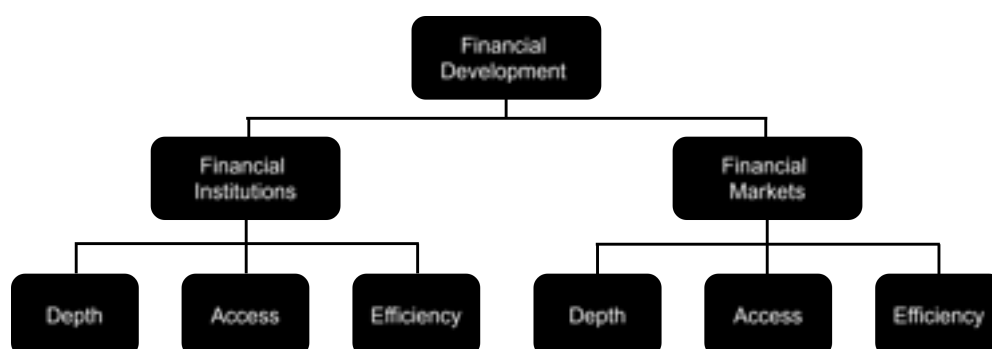 Financial
Development
Financial
Institutions
Financial
Markets
Depth
Access
Efficiency
Depth
Access
Efficiency